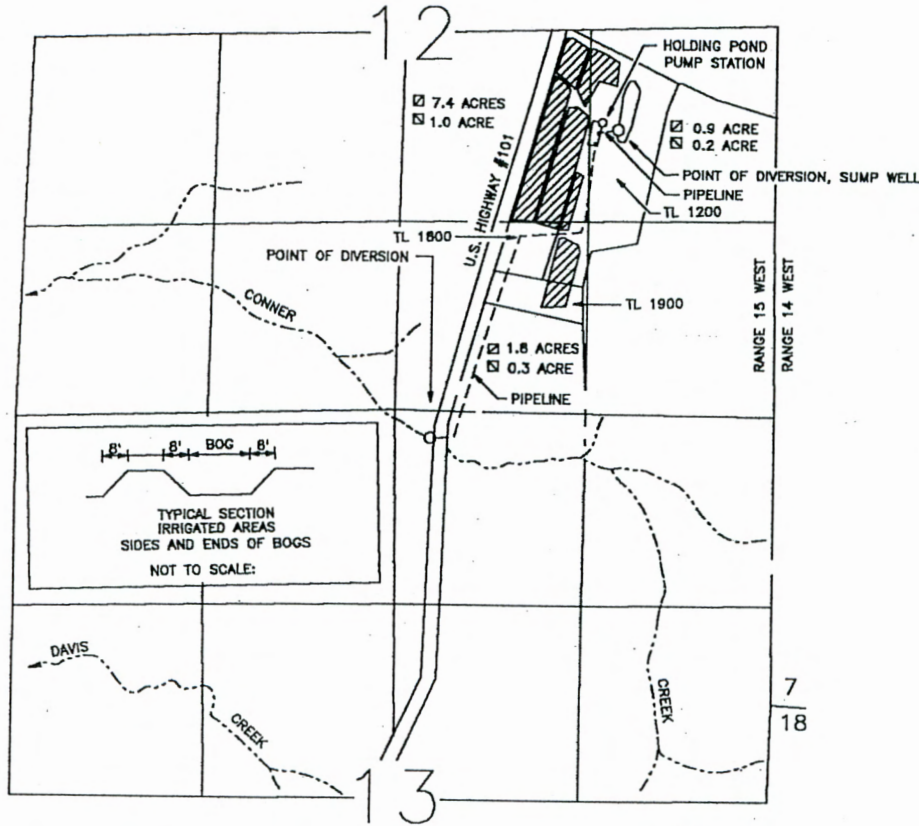 12
HOLDING POND
PUMP STATION
7.4 ACRES
1.0 ACRE
0.9 ACRE
0.2 ACRE
U.S. HIGHWAY #101
POINT OF DIVERSION, SUMP WELL
PIPELINE
TL 1200
TL 1600
POINT OF DIVERSION
CONNER
TL 1900
RANGE 15 WEST
RANGE 14 WEST
1.6 ACRES
0.3 ACRE
PIPELINE
8'
8'
BOG
8'
TYPICAL SECTION
IRRIGATED AREAS
SIDES AND ENDS OF BOGS
NOT TO SCALE:
DAVIS
CREEK
CREEK
7
18
13